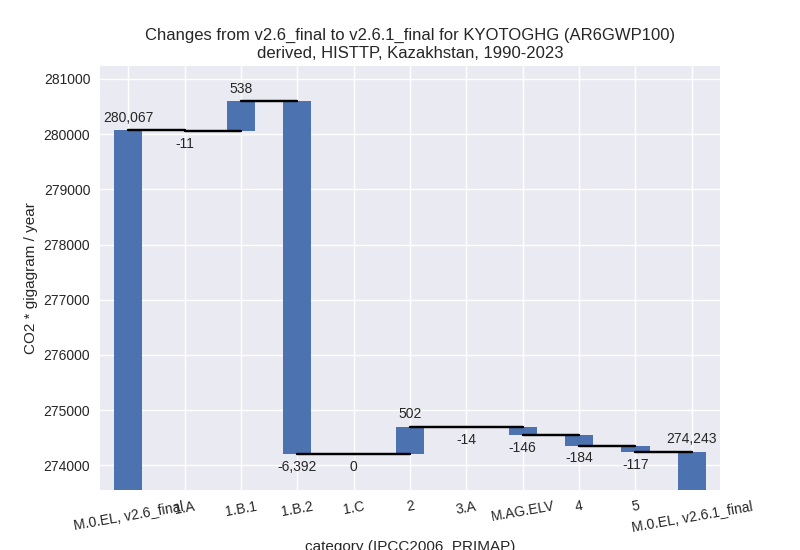 Changes from v2.6_final to v2.6.1_final for KYOTOGHG (AR6GWP100)
derived, HISTTP, Kazakhstan, 1990-2023
281000
280000
279000
278000
277000
276000
275000
274000
CO2 * gigagram / year
280,067
-11
538
-6,392
0
502
-14
-146
-184
-117
274,243
M.0.EL, v2.6_final
1.A
1.B.1
1.B.2
1.C
2
3.A
M.AG.ELV
4
5
M.0.EL, v2.6.1_final
category (IPCC2006_PRIMAP)